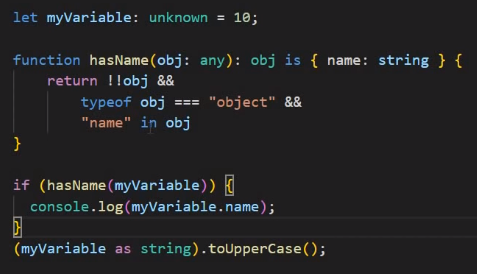 let myVariable: unknown = 10;
function hasName(obj: any): obj is { name: string } {
return !!obj &&
typeof obj === "object" &&
"name" in obj
}
if (hasName(myVariable)) {
console.log(myVariable.name);
}
(myVariable as string).toUpperCase();